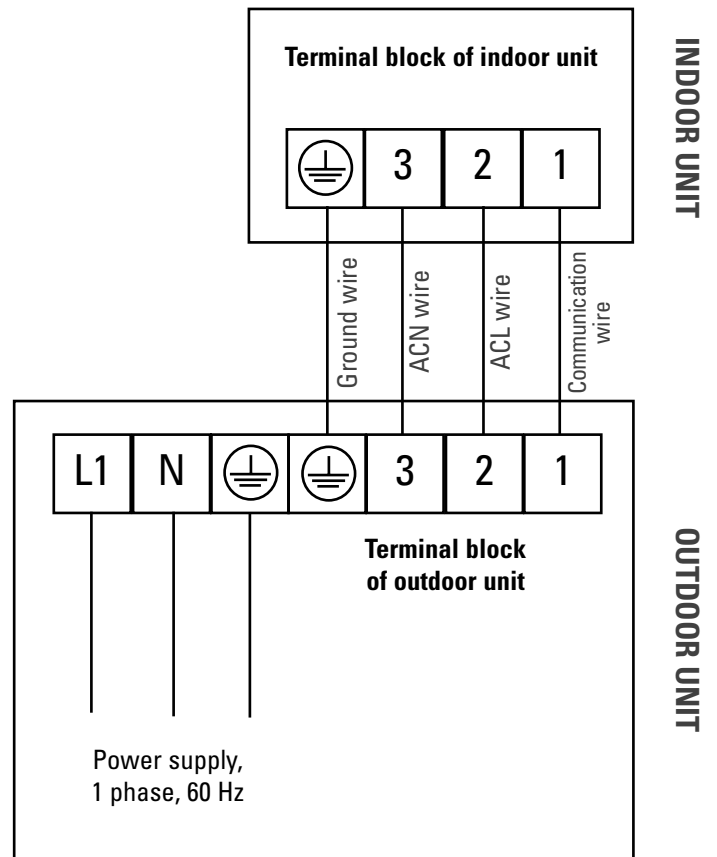 INDOOR UNIT
Terminal block of indoor unit
3 2 1
Ground wire
ACN wire
ACL wire
Communication
wire
L1 N 3 2 1
Terminal block
of outdoor unit
OUTDOOR UNIT
Power supply,
1 phase, 60 Hz